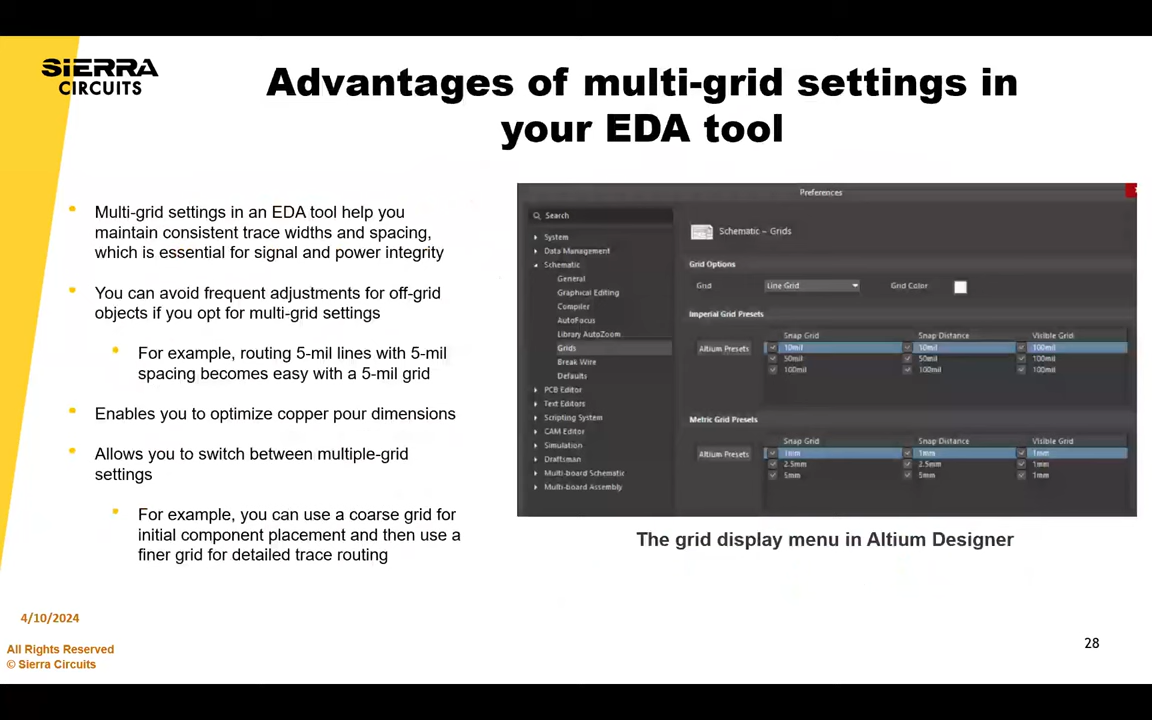 SIERRA
CIRCUITS
Advantages of multi-grid settings in
your EDA tool
• Multi-grid settings in an EDA tool help you
maintain consistent trace widths and spacing,
which is essential for signal and power integrity
• You can avoid frequent adjustments for off-grid
objects if you opt for multi-grid settings
• For example, routing 5-mil lines with 5-mil
spacing becomes easy with a 5-mil grid
• Enables you to optimize copper pour dimensions
• Allows you to switch between multiple-grid
settings
• For example, you can use a coarse grid for
initial component placement and then use a
finer grid for detailed trace routing
Preferences
Search
System
Data Management
Schematic
General
Graphical Editing
Compiler
AutoFocus
Library AutoZoom
Grids
Break Wire
Defaults
PCB Editor
Text Editors
Scripting System
CAM Editor
Simulation
Draftsman
Multi-board Schematic
Multi-board Assembly
Schematic – Grids
Grid Options
Grid Line Grid Grid Color
Imperial Grid Presets
Snap Grid Snap Distance Visible Grid
Altium Presets 10mil 10mil 100mil
50mil 50mil 100mil
100mil 100mil 100mil
Metric Grid Presets
Snap Grid Snap Distance Visible Grid
Altium Presets 1mm 1mm 1mm
2.5mm 2.5mm 1mm
5mm 5mm 1mm
The grid display menu in Altium Designer
4/10/2024
All Rights Reserved
© Sierra Circuits
28